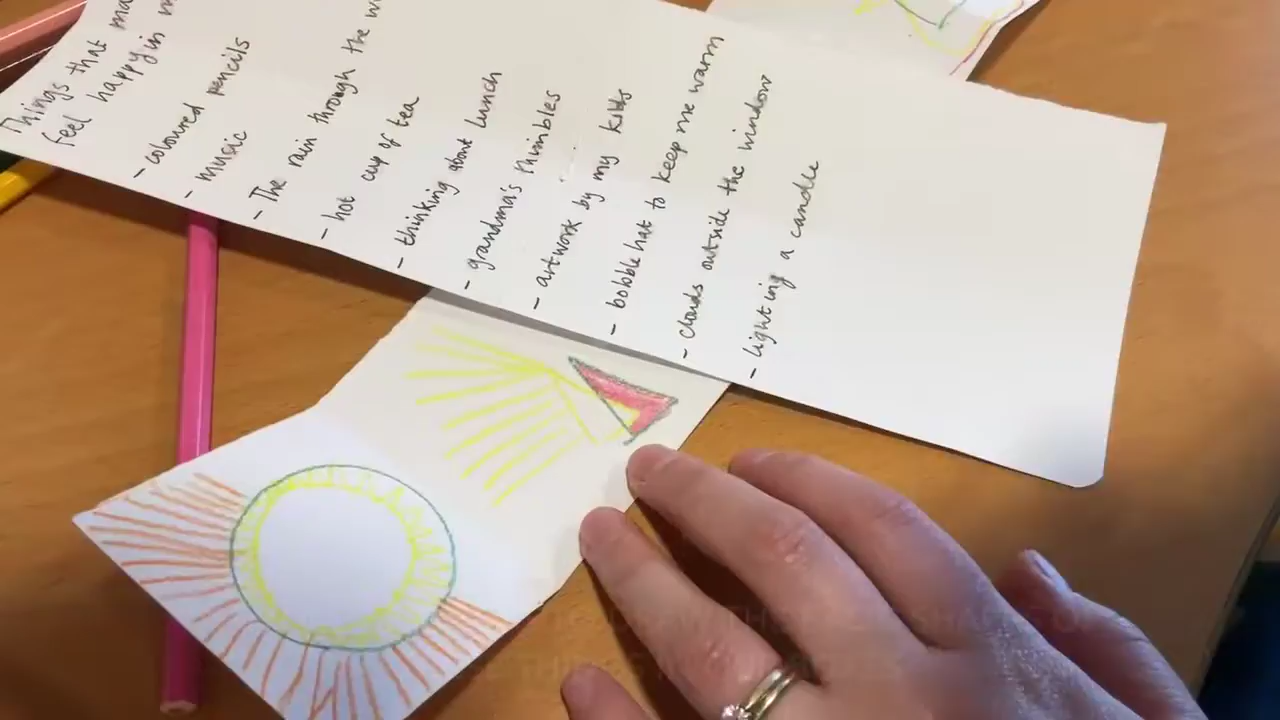 Things that
feel happy in
- coloured pencils
- music
- The rain through the
- hot cup of tea
- thinking about lunch
- grandma's thimbles
- artwork by my kids
- bobble hat to keep me warm
- clouds outside the window
- lighting a candle